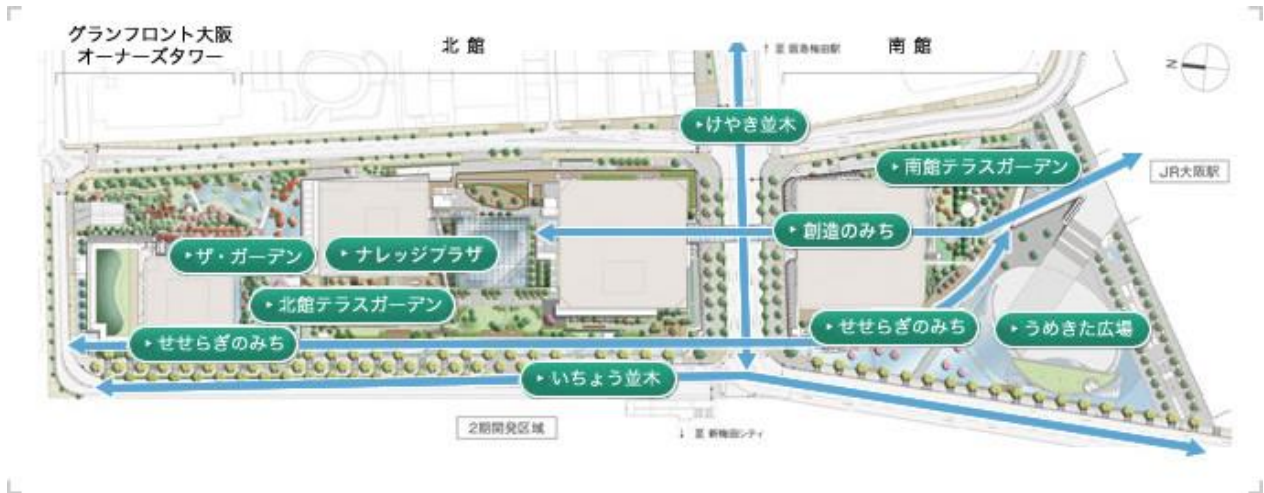 グランフロント大阪
オーナーズタワー
北館
南館
↑ 至 阪急梅田駅
N
▸けやき並木
▸南館テラスガーデン
JR大阪駅
▸創造のみち
▸ザ・ガーデン
▸ナレッジプラザ
▸北館テラスガーデン
▸せせらぎのみち
▸せせらぎのみち
▸うめきた広場
▸いちょう並木
2期開発区域
↓ 至 新梅田シティ